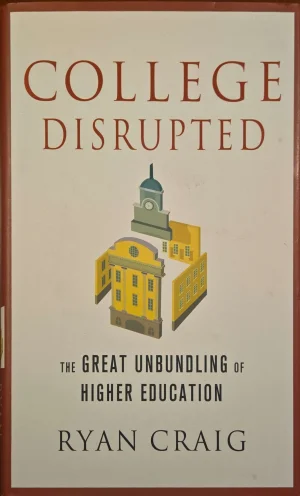 COLLEGE
DISRUPTED
THE GREAT UNBUNDLING OF
HIGHER EDUCATION
RYAN CRAIG